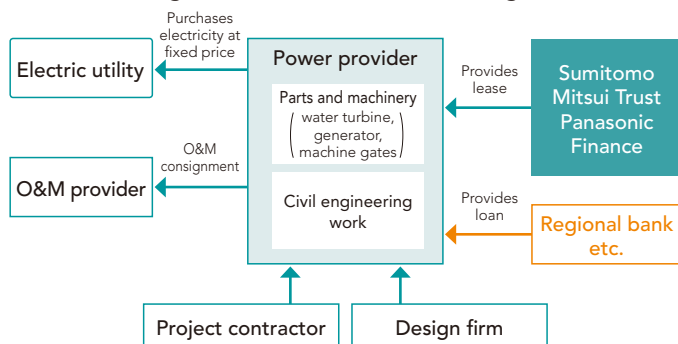 Purchases
electricity at
fixed price
Electric utility
O&M
consignment
O&M provider
Power provider
Parts and machinery
(water turbine,
generator,
machine gates)
Civil engineering
work
Provides
lease
Sumitomo
Mitsui Trust
Panasonic
Finance
Provides
loan
Regional bank
etc.
Project contractor
Design firm